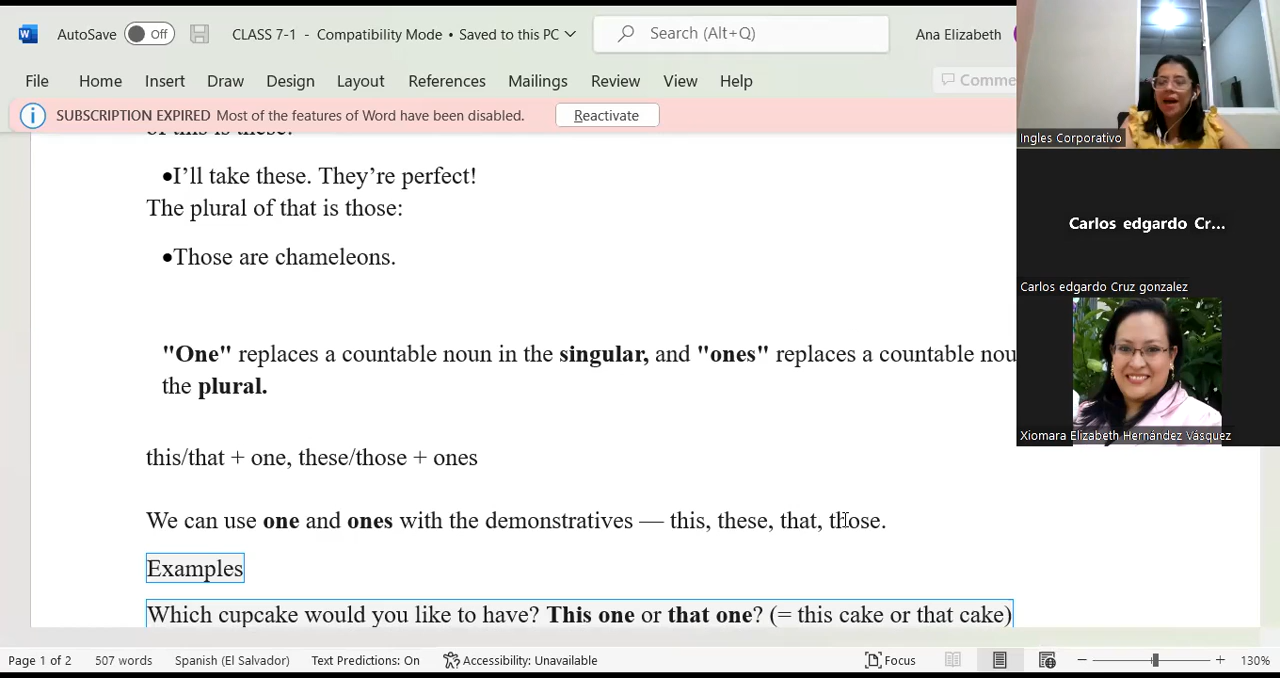 AutoSave Off CLASS 7-1 - Compatibility Mode • Saved to this PC Search (Alt+Q) Ana Elizabeth
File Home Insert Draw Design Layout References Mailings Review View Help Comme
SUBSCRIPTION EXPIRED Most of the features of Word have been disabled. Reactivate
of this is these:
•I'll take these. They're perfect!
The plural of that is those:
•Those are chameleons.
"One" replaces a countable noun in the singular, and "ones" replaces a countable nou
the plural.
this/that + one, these/those + ones
We can use one and ones with the demonstratives — this, these, that, those.
Examples
Which cupcake would you like to have? This one or that one? (= this cake or that cake)
Page 1 of 2 507 words Spanish (El Salvador) Text Predictions: On Accessibility: Unavailable Focus 130%
Ingles Corporativo
Carlos edgardo Cr...
Carlos edgardo Cruz gonzalez
Xiomara Elizabeth Hernández Vásquez